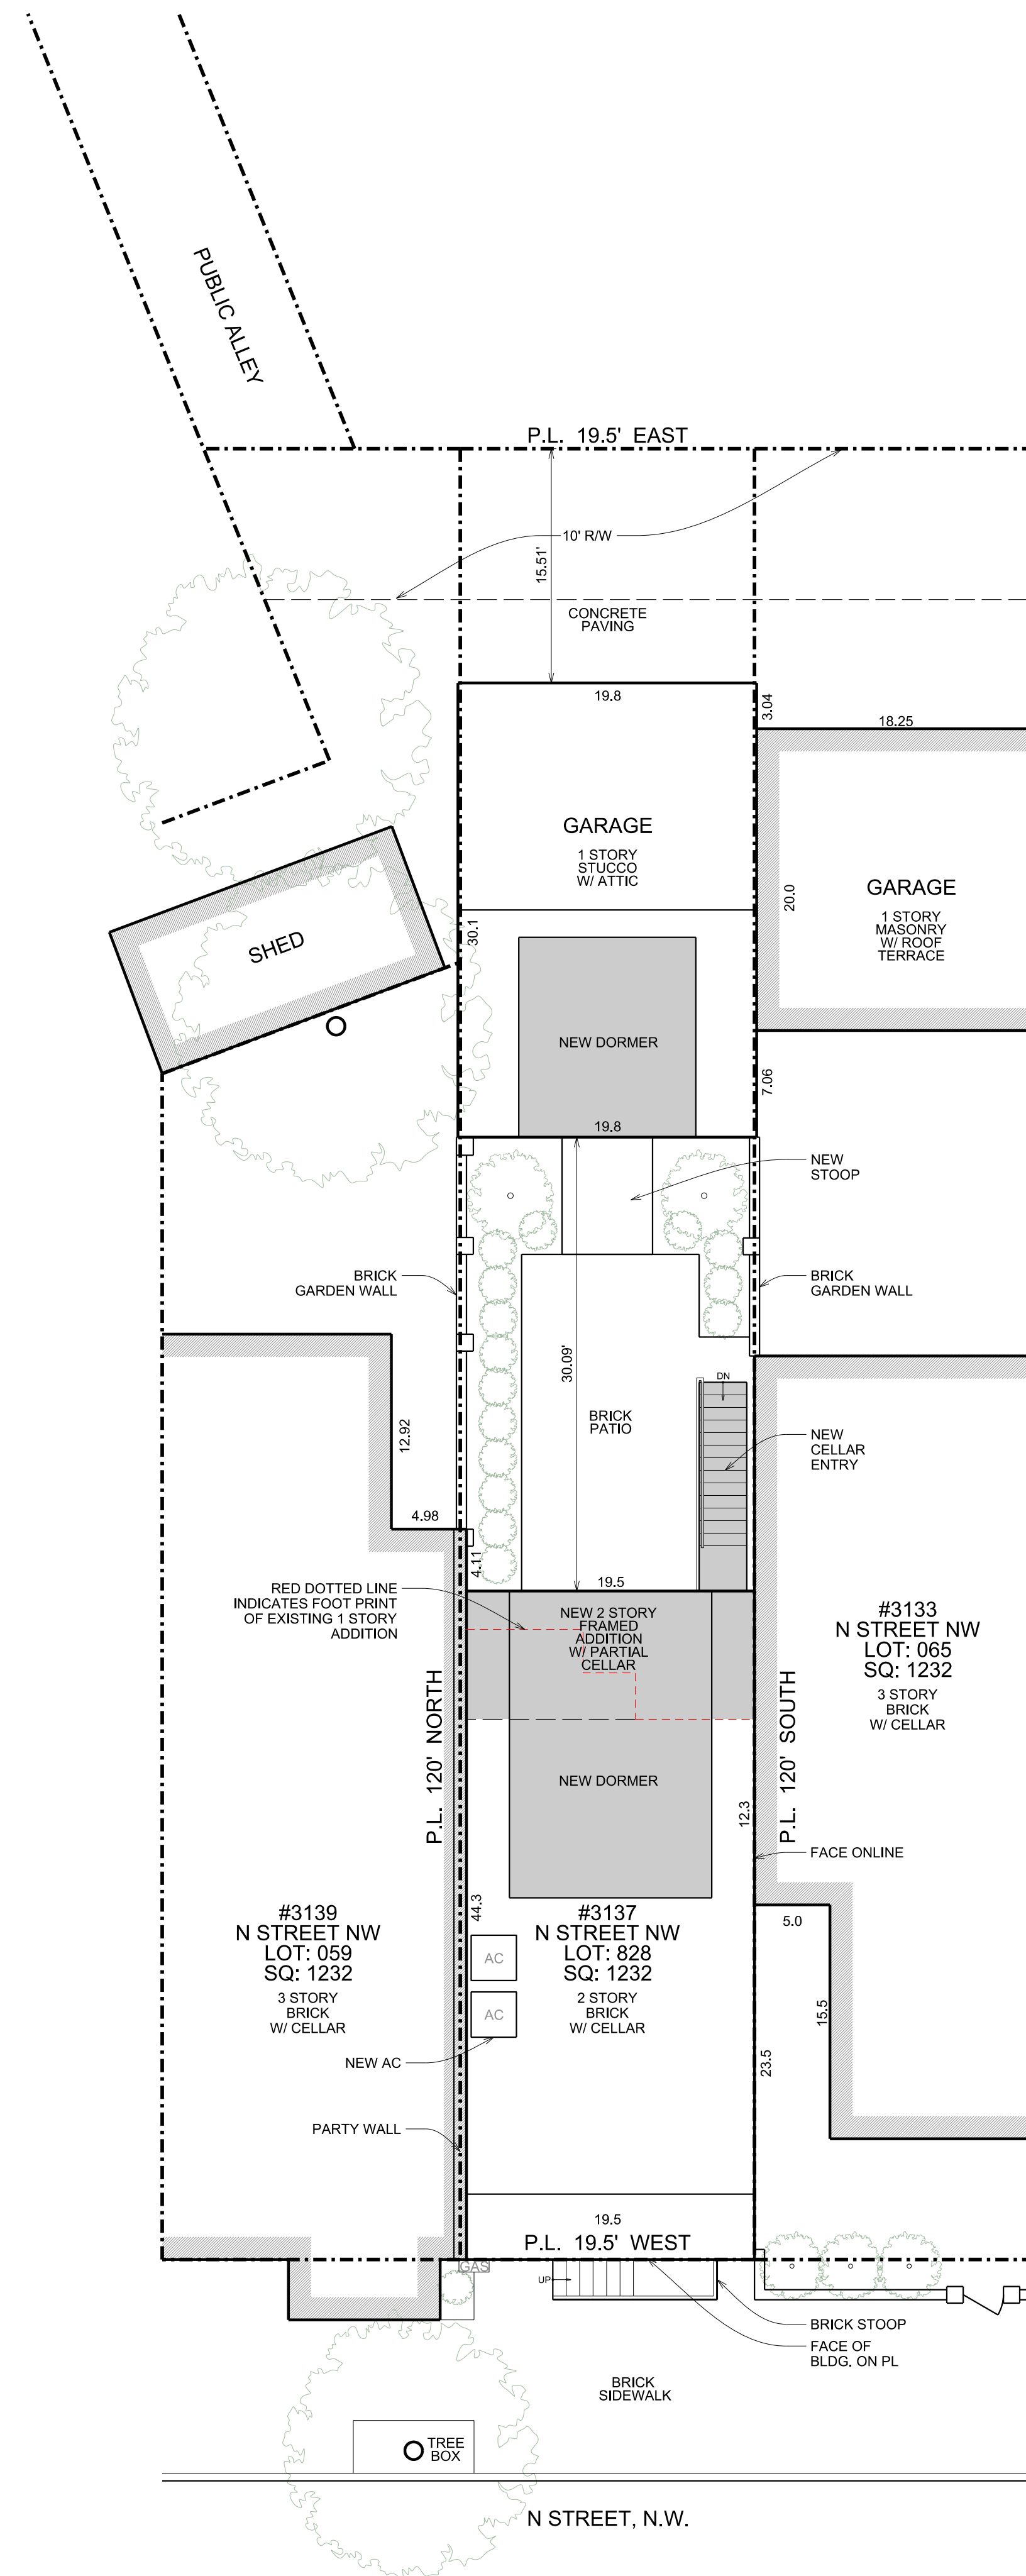 PUBLIC ALLEY
P.L. 19.5' EAST
10' R/W
15.51'
CONCRETE
PAVING
19.8
3.04
18.25
GARAGE
1 STORY
STUCCO
W/ ATTIC
GARAGE
1 STORY
MASONRY
W/ ROOF
TERRACE
20.0
30.1
SHED
NEW DORMER
7.06
19.8
NEW
STOOP
BRICK
GARDEN WALL
BRICK
GARDEN WALL
30.09'
DN
BRICK
PATIO
12.92
NEW
CELLAR
ENTRY
4.98
4.11
19.5
RED DOTTED LINE
INDICATES FOOT PRINT
OF EXISTING 1 STORY
ADDITION
NEW 2 STORY
FRAMED
ADDITION
W/ PARTIAL
CELLAR
#3133
N STREET NW
LOT: 065
SQ: 1232
3 STORY
BRICK
W/ CELLAR
P.L. 120' NORTH
P.L. 120' SOUTH
NEW DORMER
12.3
FACE ONLINE
44.3
#3139
N STREET NW
LOT: 059
SQ: 1232
3 STORY
BRICK
W/ CELLAR
#3137
N STREET NW
LOT: 828
SQ: 1232
2 STORY
BRICK
W/ CELLAR
5.0
15.5
AC
AC
NEW AC
23.5
PARTY WALL
19.5
P.L. 19.5' WEST
GAS
UP
BRICK STOOP
FACE OF
BLDG. ON PL
BRICK
SIDEWALK
TREE
BOX
N STREET, N.W.